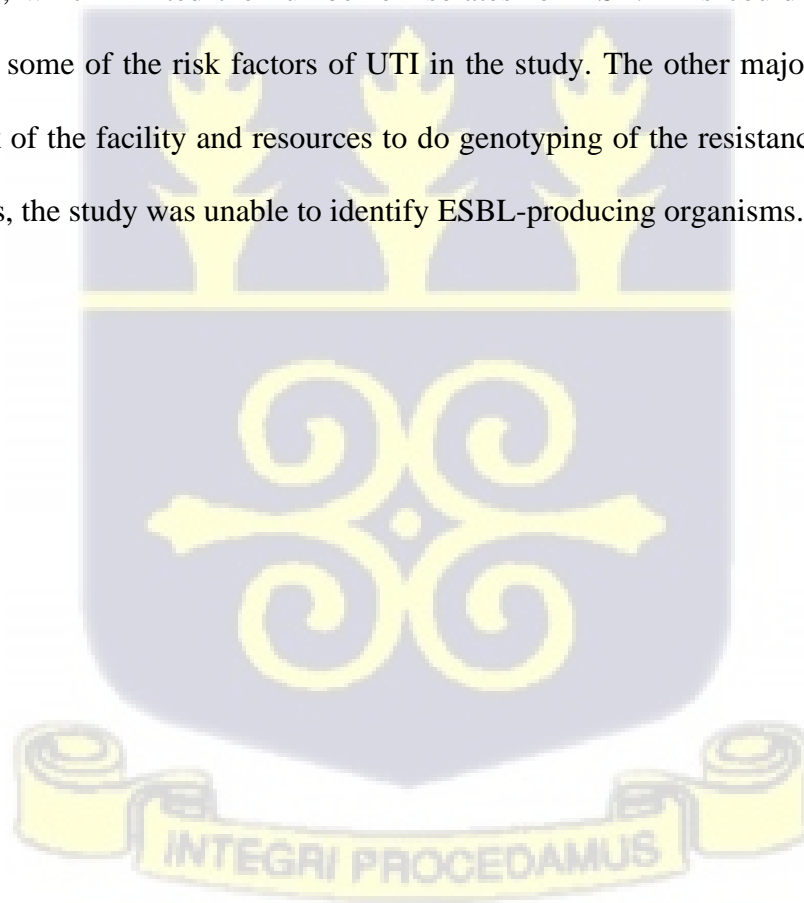 some of the risk factors of UTI in the study. The other majo
of the facility and resources to do genotyping of the resistanc
, the study was unable to identify ESBL-producing organisms.
INTEGRI PROCEDAMUS